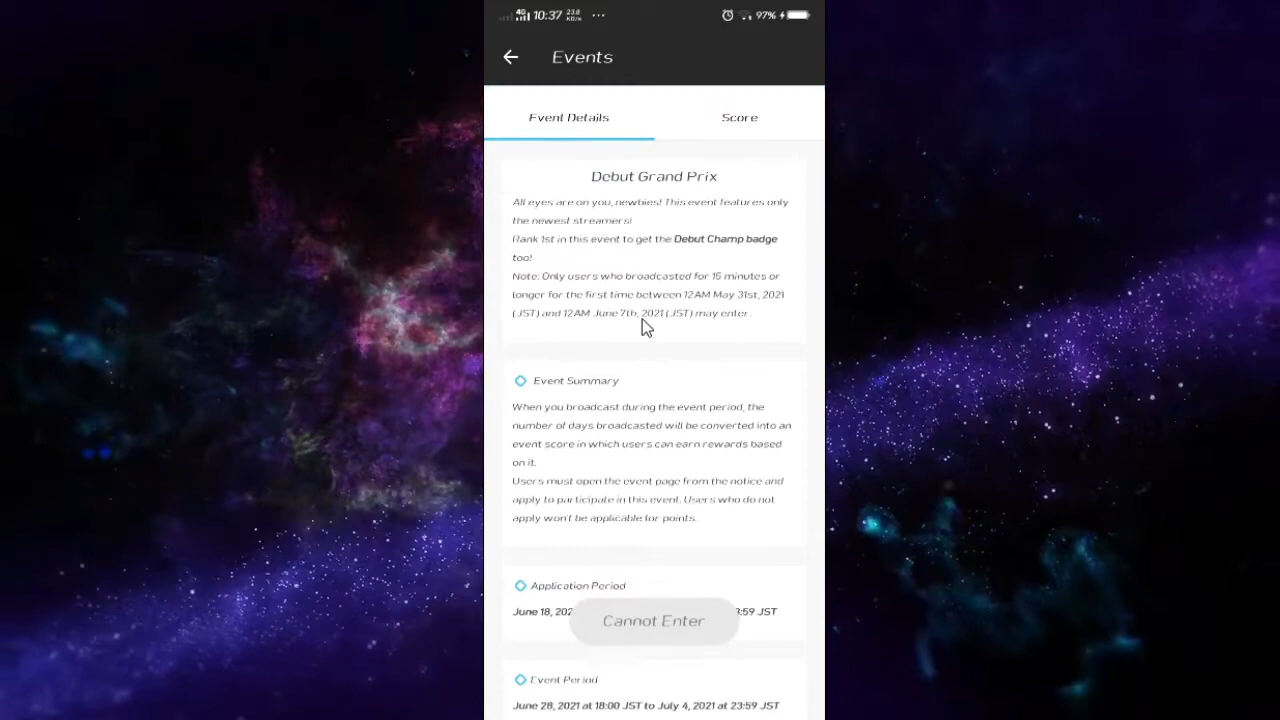 4G 10:37 23.8 KB/s ... 97%
Events
Event Details Score
Debut Grand Prix
All eyes are on you, newbies! This event features only
the newest streamers!
Rank 1st in this event to get the Debut Champ badge
too!
Note: Only users who broadcasted for 15 minutes or
longer for the first time between 12AM May 31st, 2021
(JST) and 12AM June 7th, 2021 (JST) may enter.
Event Summary
When you broadcast during the event period, the
number of days broadcasted will be converted into an
event score in which users can earn rewards based
on it.
Users must open the event page from the notice and
apply to participate in this event. Users who do not
apply won't be applicable for points.
Application Period
June 18, 202 3:59 JST
Cannot Enter
Event Period
June 28, 2021 at 18:00 JST to July 4, 2021 at 23:59 JST